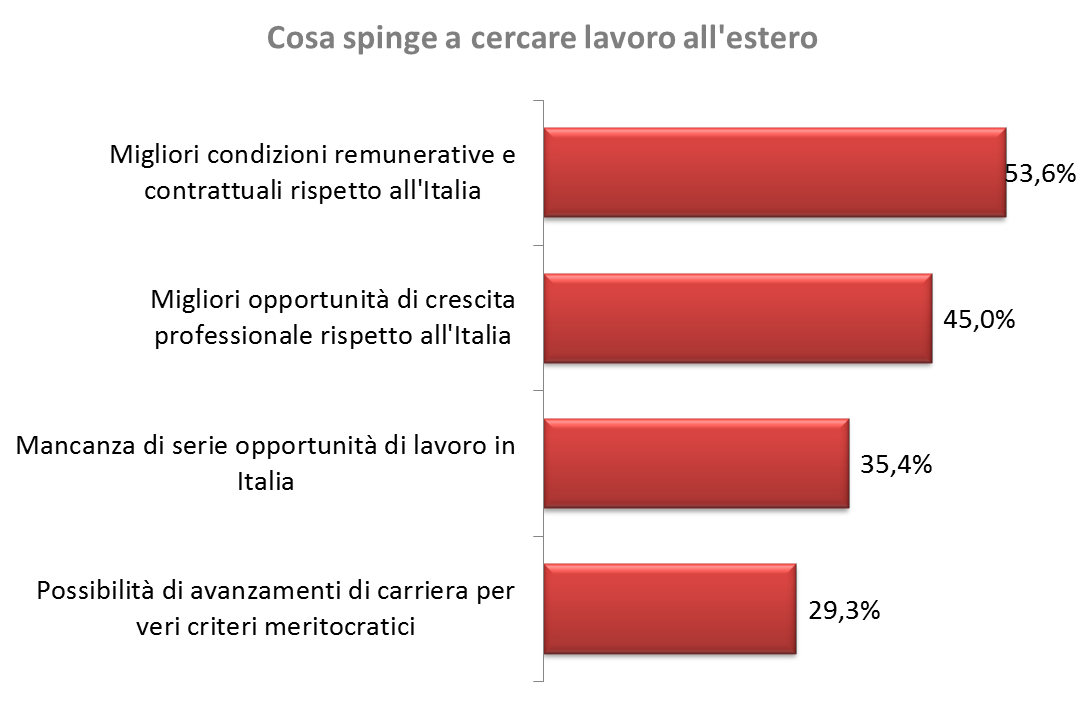 Cosa spinge a cercare lavoro all'estero
Migliori condizioni remunerative e
contrattuali rispetto all'Italia
53,6%
Migliori opportunità di crescita
professionale rispetto all'Italia
45,0%
Mancanza di serie opportunità di lavoro in
Italia
35,4%
Possibilità di avanzamenti di carriera per
veri criteri meritocratici
29,3%